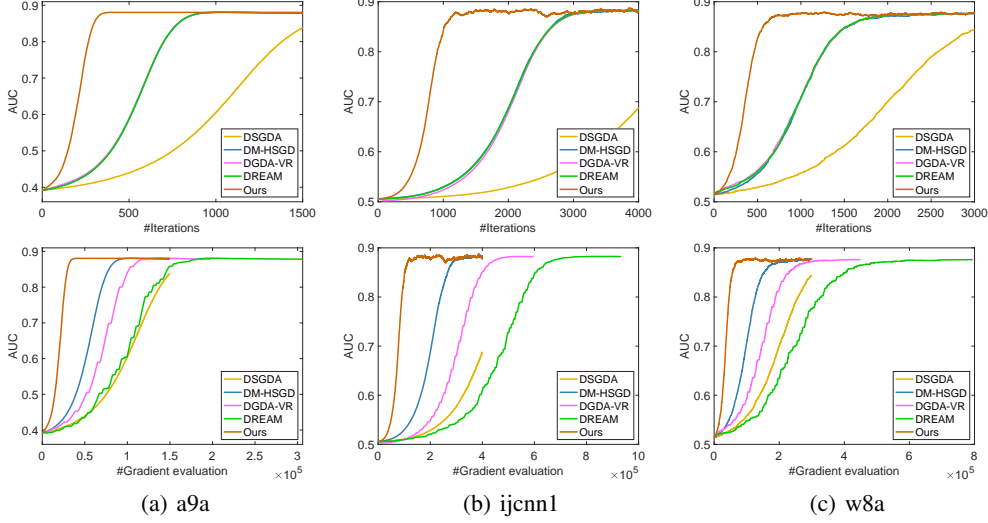 0.9
0.8
0.7
0.6
0.5
0.4
AUC
0
500
1000
1500
#Iterations
DSGDA
DM-HSGD
DGDA-VR
DREAM
Ours
0.9
0.8
0.7
0.6
0.5
AUC
0
1000
2000
3000
4000
#Iterations
DSGDA
DM-HSGD
DGDA-VR
DREAM
Ours
0.9
0.8
0.7
0.6
0.5
AUC
0
500
1000
1500
2000
2500
3000
#Iterations
DSGDA
DM-HSGD
DGDA-VR
DREAM
Ours
0.9
0.8
0.7
0.6
0.5
0.4
AUC
0
0.5
1
1.5
2
2.5
3
#Gradient evaluation
×10^5
DSGDA
DM-HSGD
DGDA-VR
DREAM
Ours
(a) a9a
0.9
0.8
0.7
0.6
0.5
AUC
0
2
4
6
8
10
#Gradient evaluation
×10^5
DSGDA
DM-HSGD
DGDA-VR
DREAM
Ours
(b) ijcnn1
0.9
0.8
0.7
0.6
0.5
AUC
0
2
4
6
8
#Gradient evaluation
×10^5
DSGDA
DM-HSGD
DGDA-VR
DREAM
Ours
(c) w8a